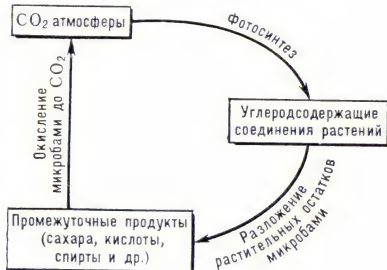 CO2 атмосферы
Фотосинтез
Углеродсодержащие
соединения растений
Разложение
растительных остатков
микробами
Промежуточные продукты
(сахара, кислоты,
спирты и др.)
Окисление
микробами до CO2